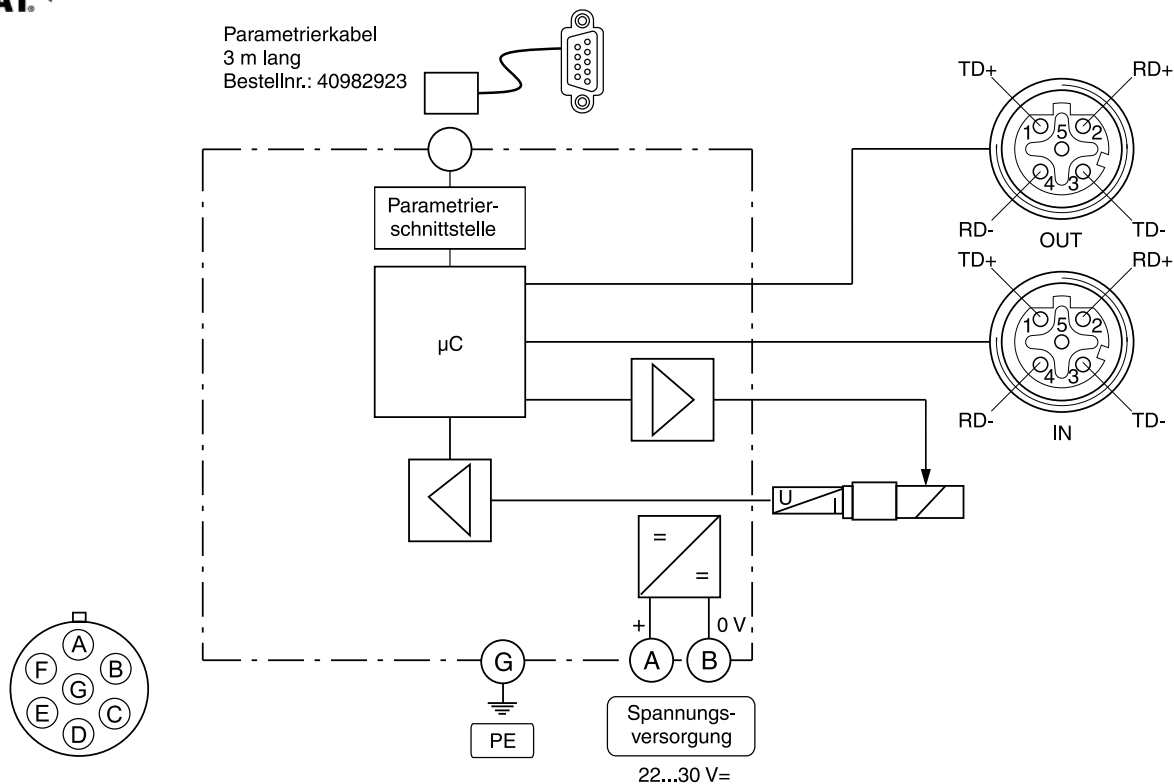 Parametrierkabel
3 m lang
Bestellnr.: 40982923
TD+ RD+
1 5 2
4 3
RD- TD-
OUT
Parametrier-
schnittstelle
TD+ RD+
1 5 2
4 3
RD- TD-
IN
µC
U I
=
=
+ 0 V
G A B
PE
Spannungs-
versorgung
22...30 V=
A
F B
G
E C
D